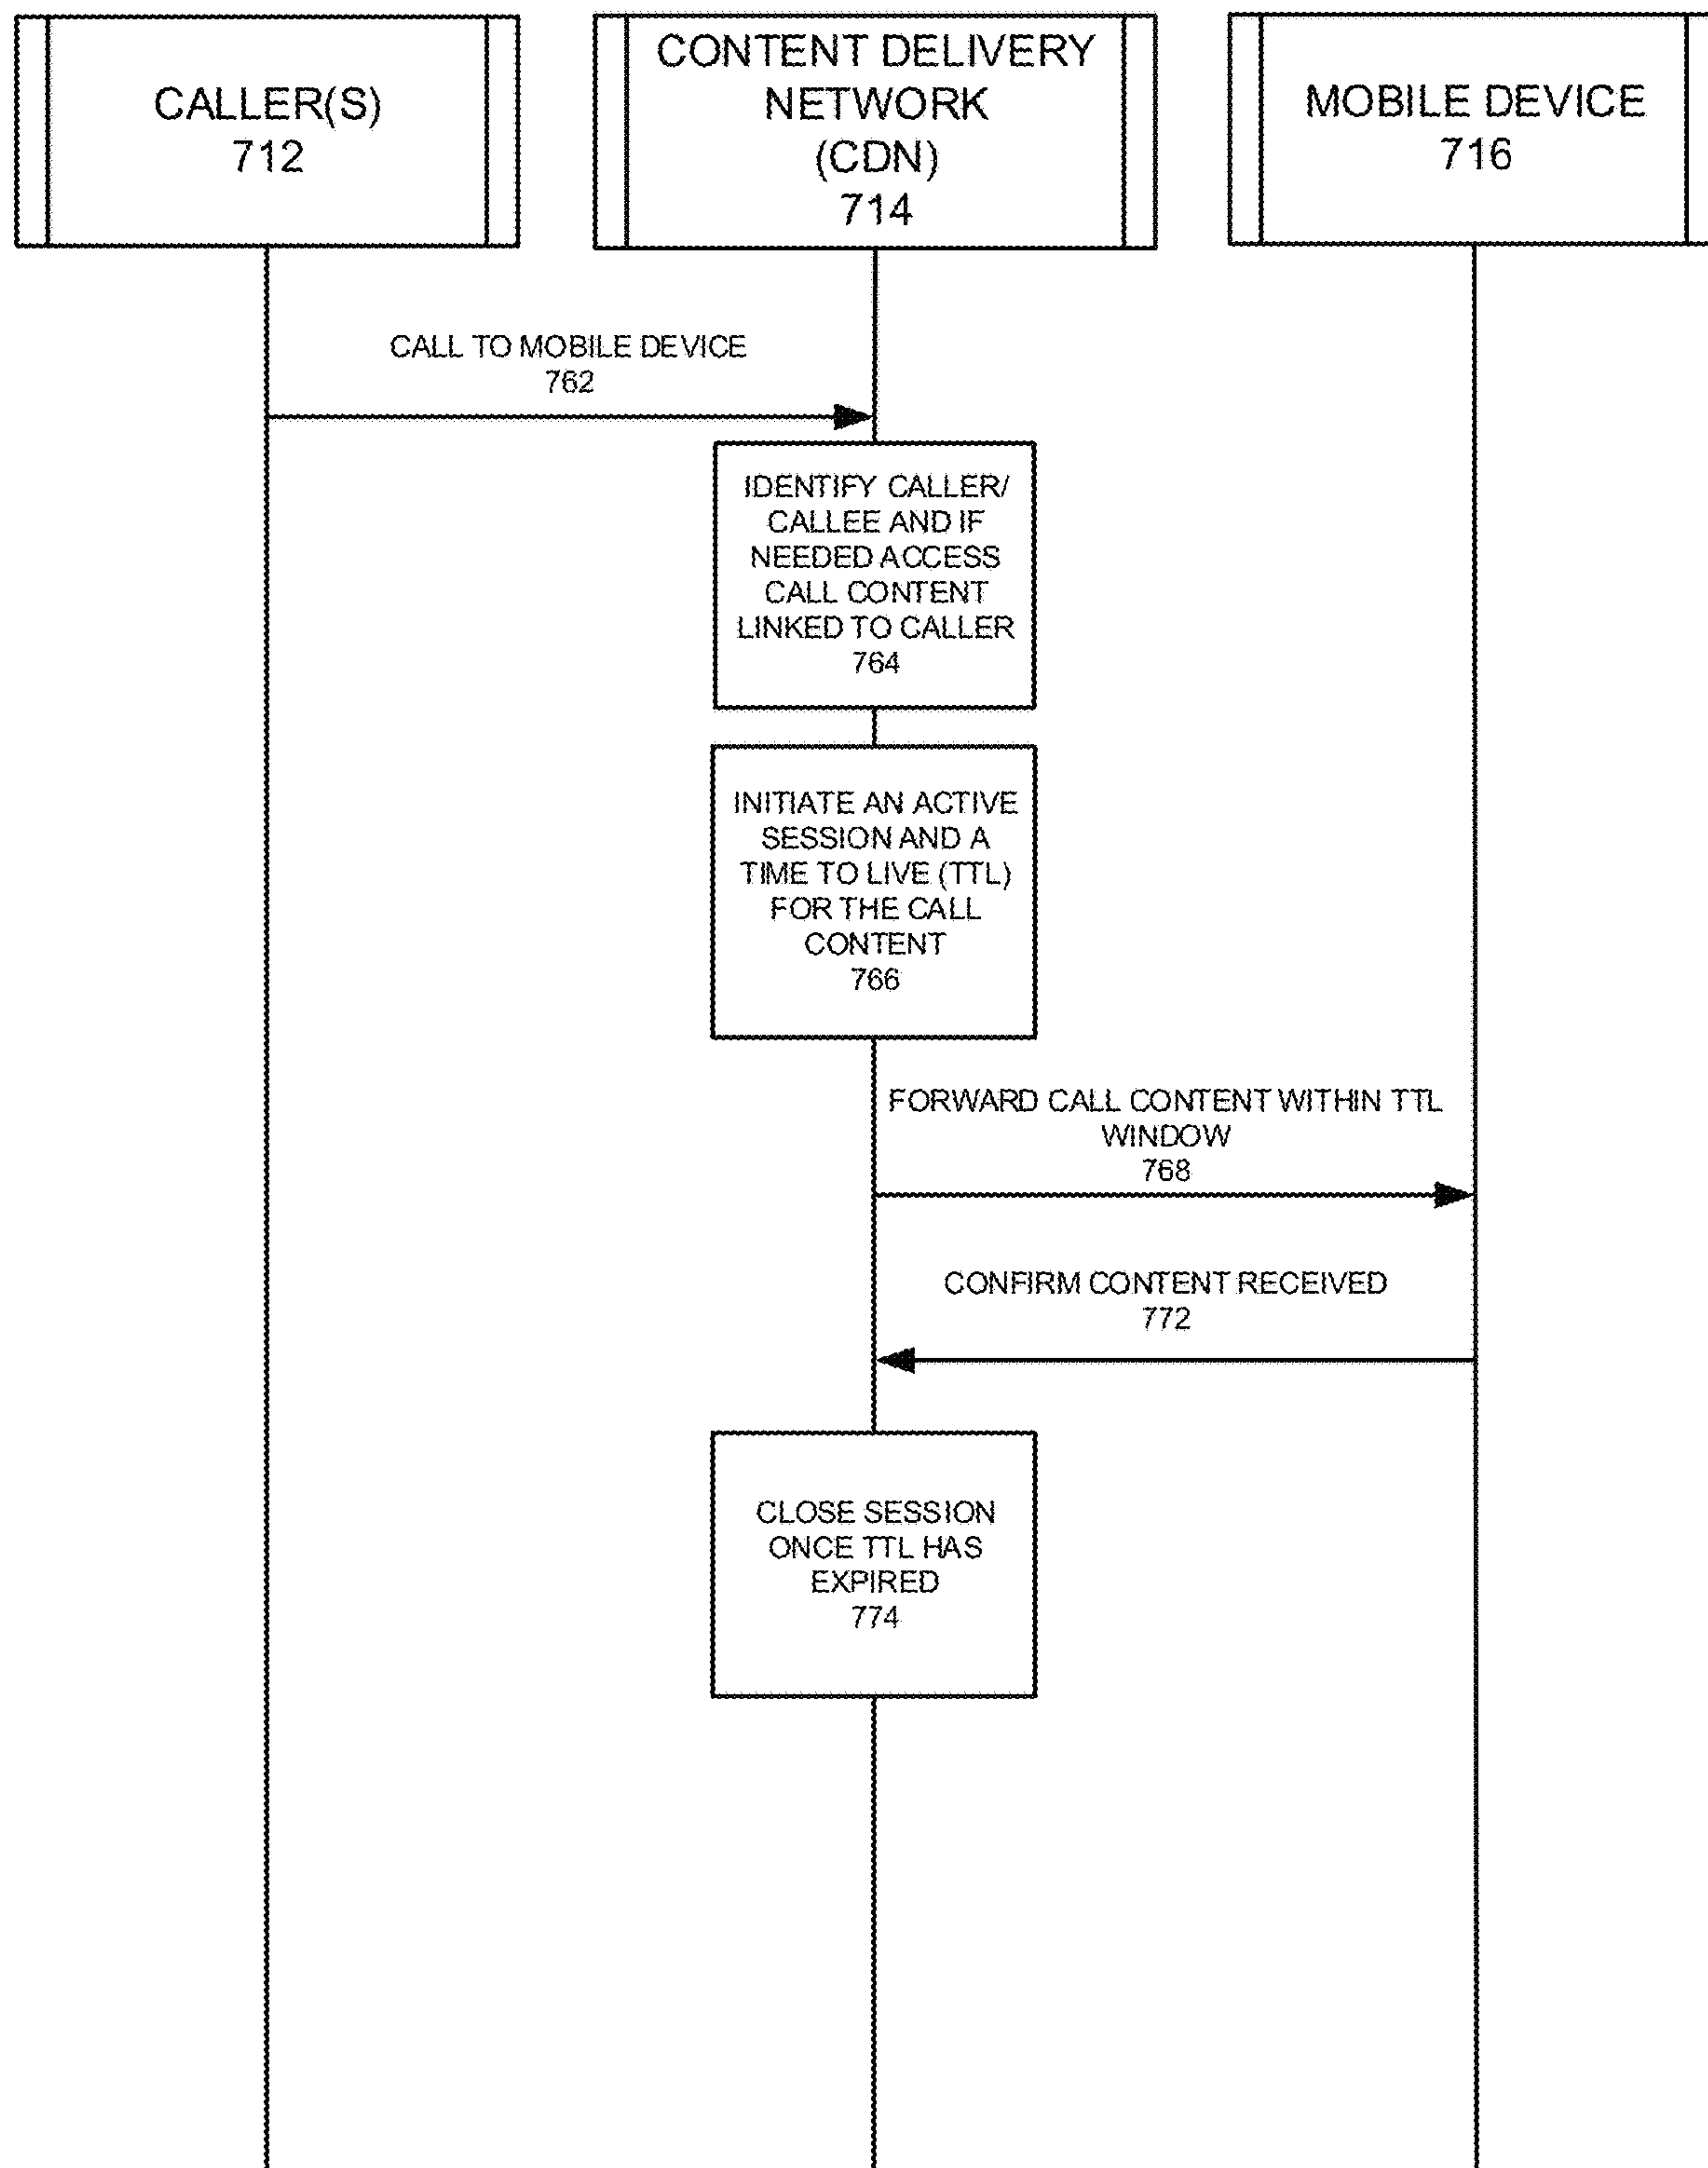 CALLER(S)
712
CONTENT DELIVERY
NETWORK
(CDN)
714
MOBILE DEVICE
716
CALL TO MOBILE DEVICE
762
IDENTIFY CALLER/
CALLEE AND IF
NEEDED ACCESS
CALL CONTENT
LINKED TO CALLER
764
INITIATE AN ACTIVE
SESSION AND A
TIME TO LIVE (TTL)
FOR THE CALL
CONTENT
766
FORWARD CALL CONTENT WITHIN TTL
WINDOW
768
CONFIRM CONTENT RECEIVED
772
CLOSE SESSION
ONCE TTL HAS
EXPIRED
774